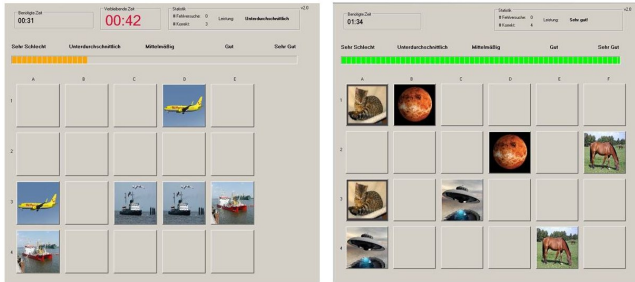 Benötigte Zeit
00:31
Verbleibende Zeit
00:42
Statistik
# Fehlversuche 0
# Korrekt 3
Leistung Unterdurchschnittlich
v2.0
Sehr Schlecht Unterdurchschnittlich Mittelmäßig Gut Sehr Gut
A B C D E
1
2
3
4
Benötigte Zeit
01:34
Statistik
# Fehlversuche 0
# Korrekt 4
Leistung Sehr gut!
v2.0
Sehr Schlecht Unterdurchschnittlich Mittelmäßig Gut Sehr Gut
A B C D E F
1
2
3
4